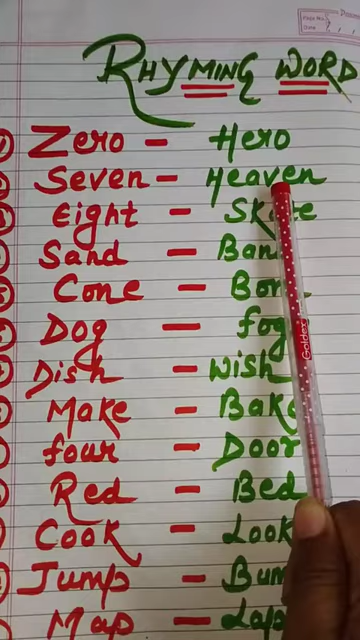 RHYMING WORD
Zero - Hero
Seven - Heaven
Eight - Skate
Sand - Band
Cone - Bone
Dog - fog
Dish - Wish
Make - Bake
four - Door
Red - Bed
Cook - Look
Jump - Bump
Map - Lap
Goldex